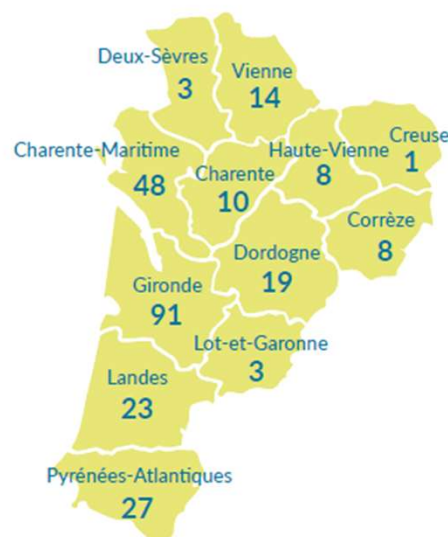 Deux-Sèvres
3
Vienne
14
Charente-Maritime
48
Charente
10
Haute-Vienne
8
Creuse
1
Corrèze
8
Dordogne
19
Gironde
91
Lot-et-Garonne
3
Landes
23
Pyrénées-Atlantiques
27